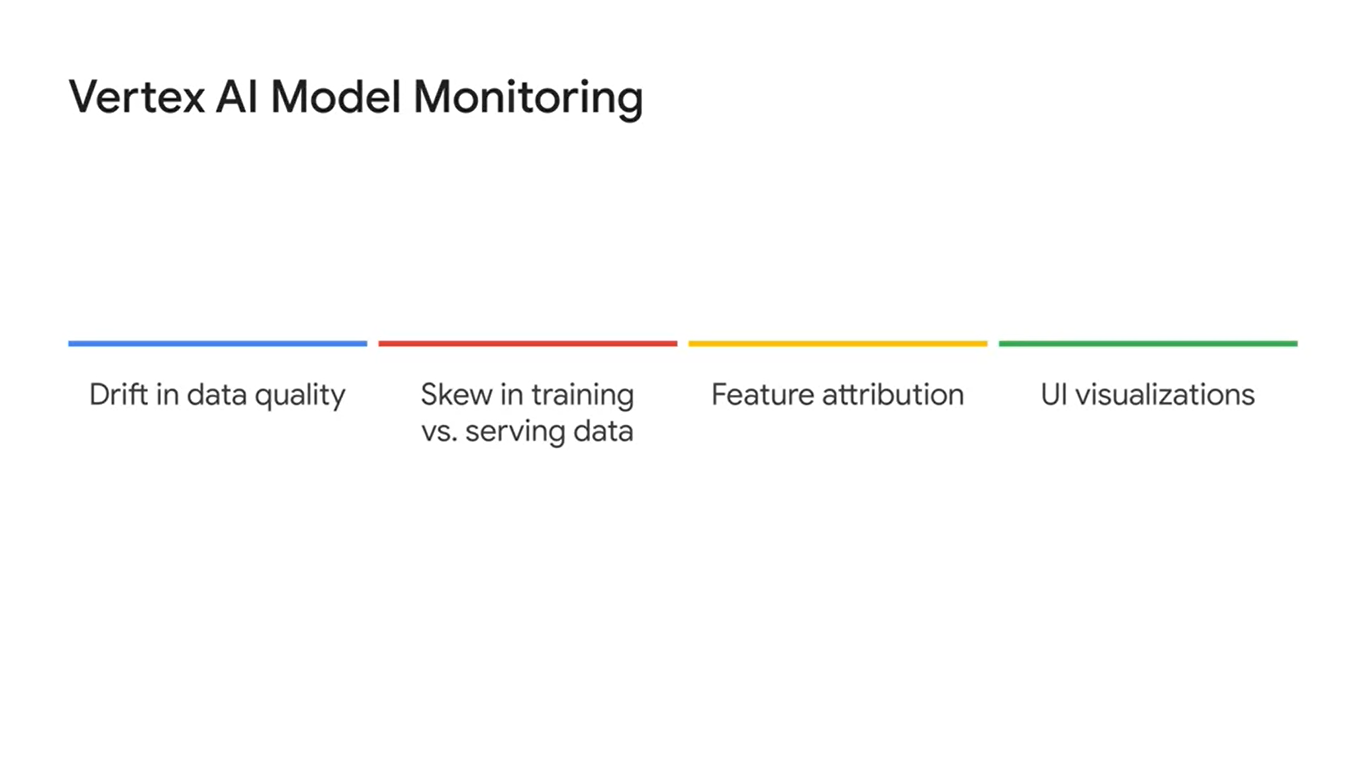 Vertex AI Model Monitoring
Drift in data quality
Skew in training
vs. serving data
Feature attribution
UI visualizations